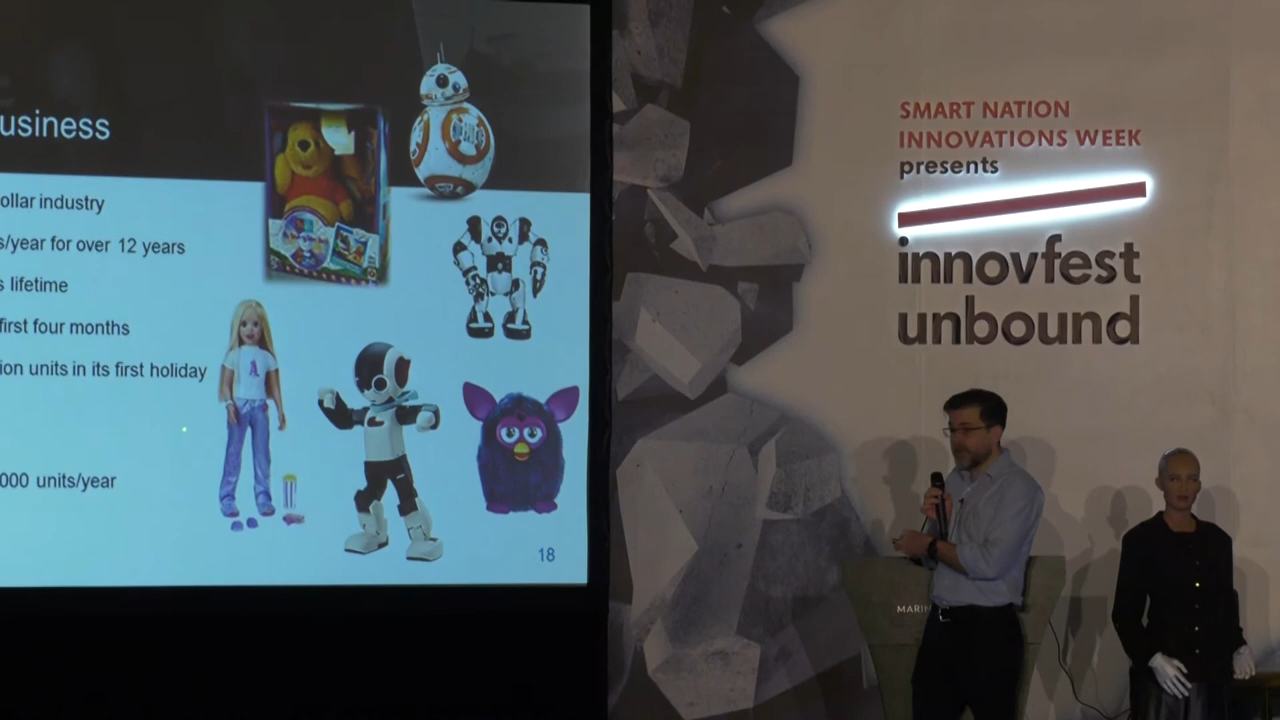 usiness
ollar industry
s/year for over 12 years
s lifetime
first four months
ion units in its first holiday
000 units/year
18
SMART NATION
INNOVATIONS WEEK
presents
innovfest
unbound
MARIN